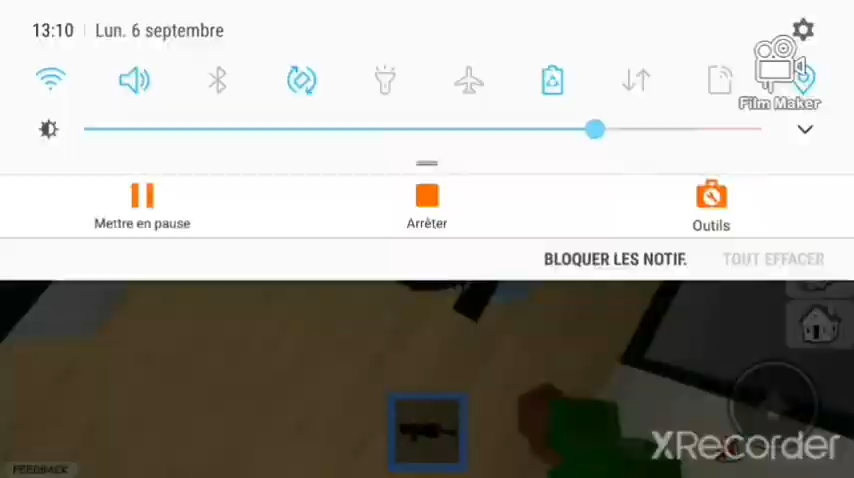 13:10 Lun. 6 septembre
Film Maker
Mettre en pause
Arrêter
Outils
BLOQUER LES NOTIF.
TOUT EFFACER
XRecorder
FEEDBACK